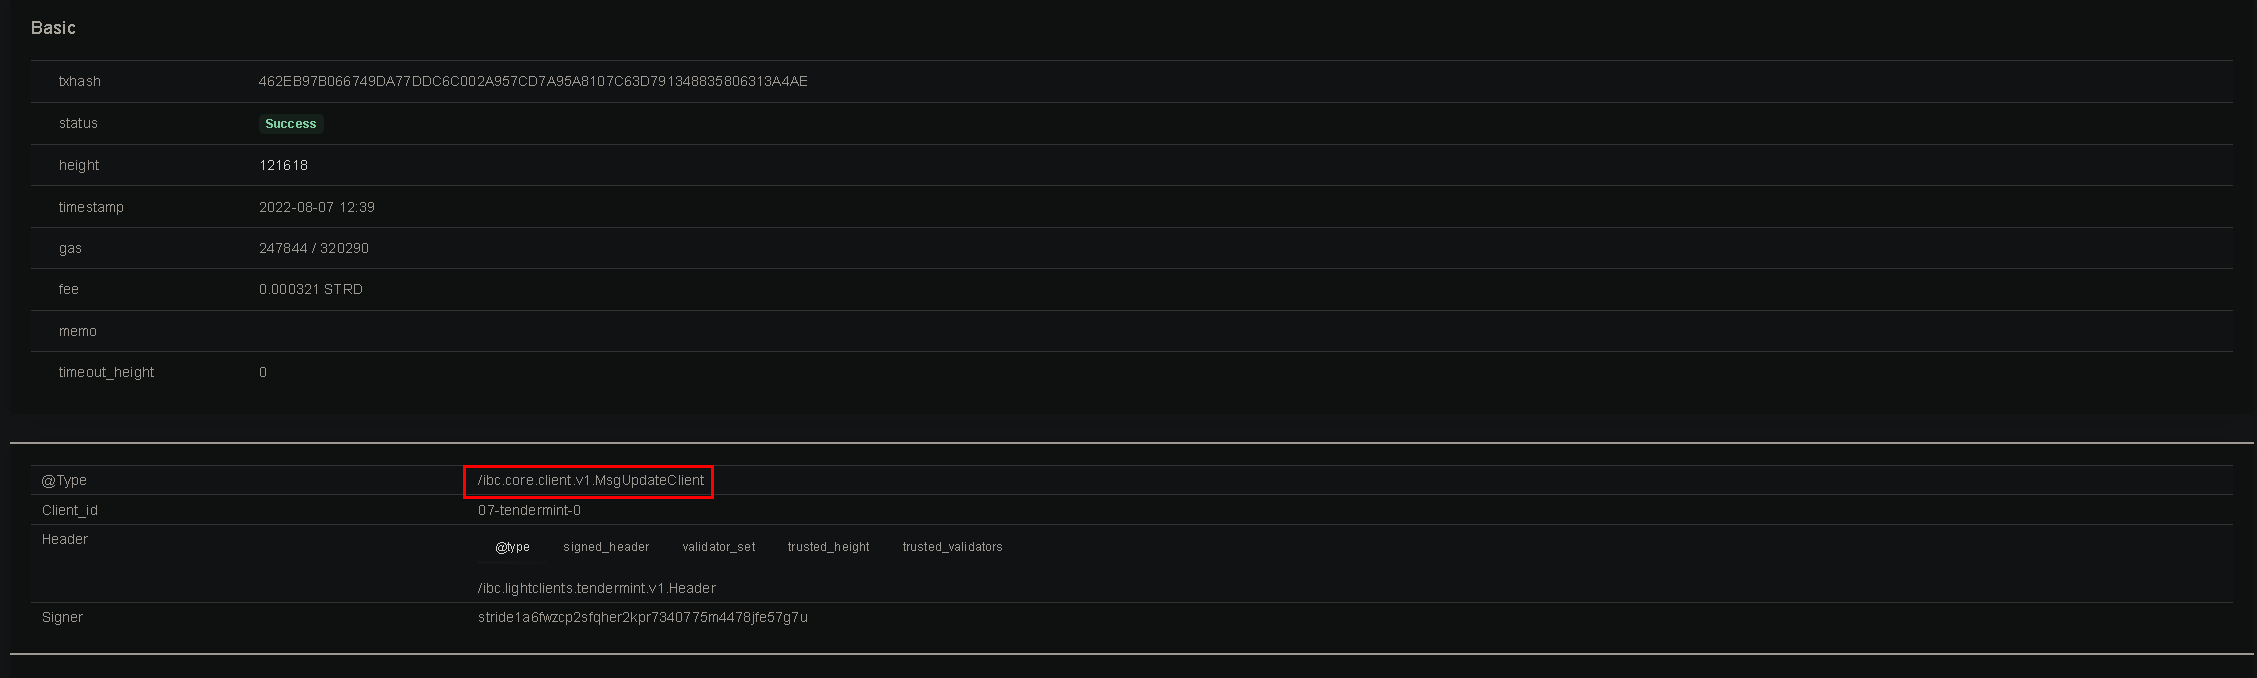 Basic
txhash 462EB97B066749DA77DDC6C002A957CD7A95A8107C63D791348835806313A4AE
status Success
height 121618
timestamp 2022-08-07 12:39
gas 247844 / 320290
fee 0.000321 STRD
memo
timeout_height 0
@Type /ibc.core.client.v1.MsgUpdateClient
Client_id 07-tendermint-0
Header @type signed_header validator_set trusted_height trusted_validators
/ibc.lightclients.tendermint.v1.Header
Signer stride1a6fwzcp2sfqher2kpr7340775m4478jfe57g7u